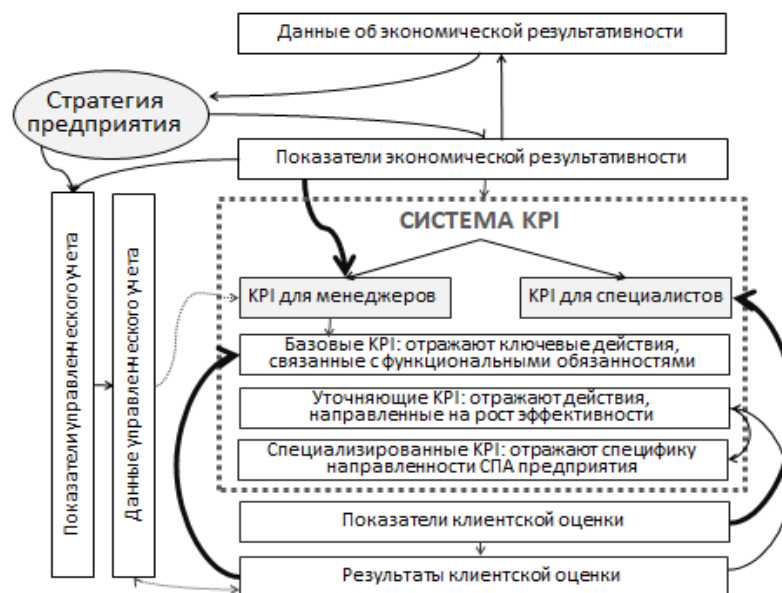 Данные об экономической результативности
Стратегия
предприятия
Показатели экономической результативности
Показатели управленческого учета
Данные управленческого учета
СИСТЕМА KPI
KPI для менеджеров
KPI для специалистов
Базовые KPI: отражают ключевые действия,
связанные с функциональными обязанностями
Уточняющие KPI: отражают действия,
направленные на рост эффективности
Специализированные KPI: отражают специфику
направленности СПА предприятия
Показатели клиентской оценки
Результаты клиентской оценки